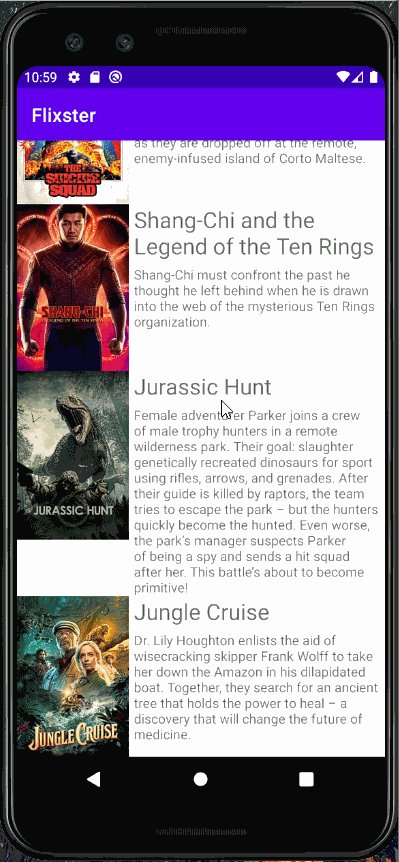 10:59
Flixster
as they are dropped off at the remote,
enemy-infused island of Corto Maltese.
THE
SUICIDE
SQUAD
Shang-Chi and the
Legend of the Ten Rings
Shang-Chi must confront the past he
thought he left behind when he is drawn
into the web of the mysterious Ten Rings
organization.
SHANG-CHI
LEGEND OF THE TEN RINGS
Jurassic Hunt
Female adventurer Parker joins a crew
of male trophy hunters in a remote
wilderness park. Their goal: slaughter
genetically recreated dinosaurs for sport
using rifles, arrows, and grenades. After
their guide is killed by raptors, the team
tries to escape the park – but the hunters
quickly become the hunted. Even worse,
the park's manager suspects Parker
of being a spy and sends a hit squad
after her. This battle's about to become
primitive!
JURASSIC HUNT
Jungle Cruise
Dr. Lily Houghton enlists the aid of
wisecracking skipper Frank Wolff to take
her down the Amazon in his dilapidated
boat. Together, they search for an ancient
tree that holds the power to heal – a
discovery that will change the future of
medicine.
JUNGLE CRUISE